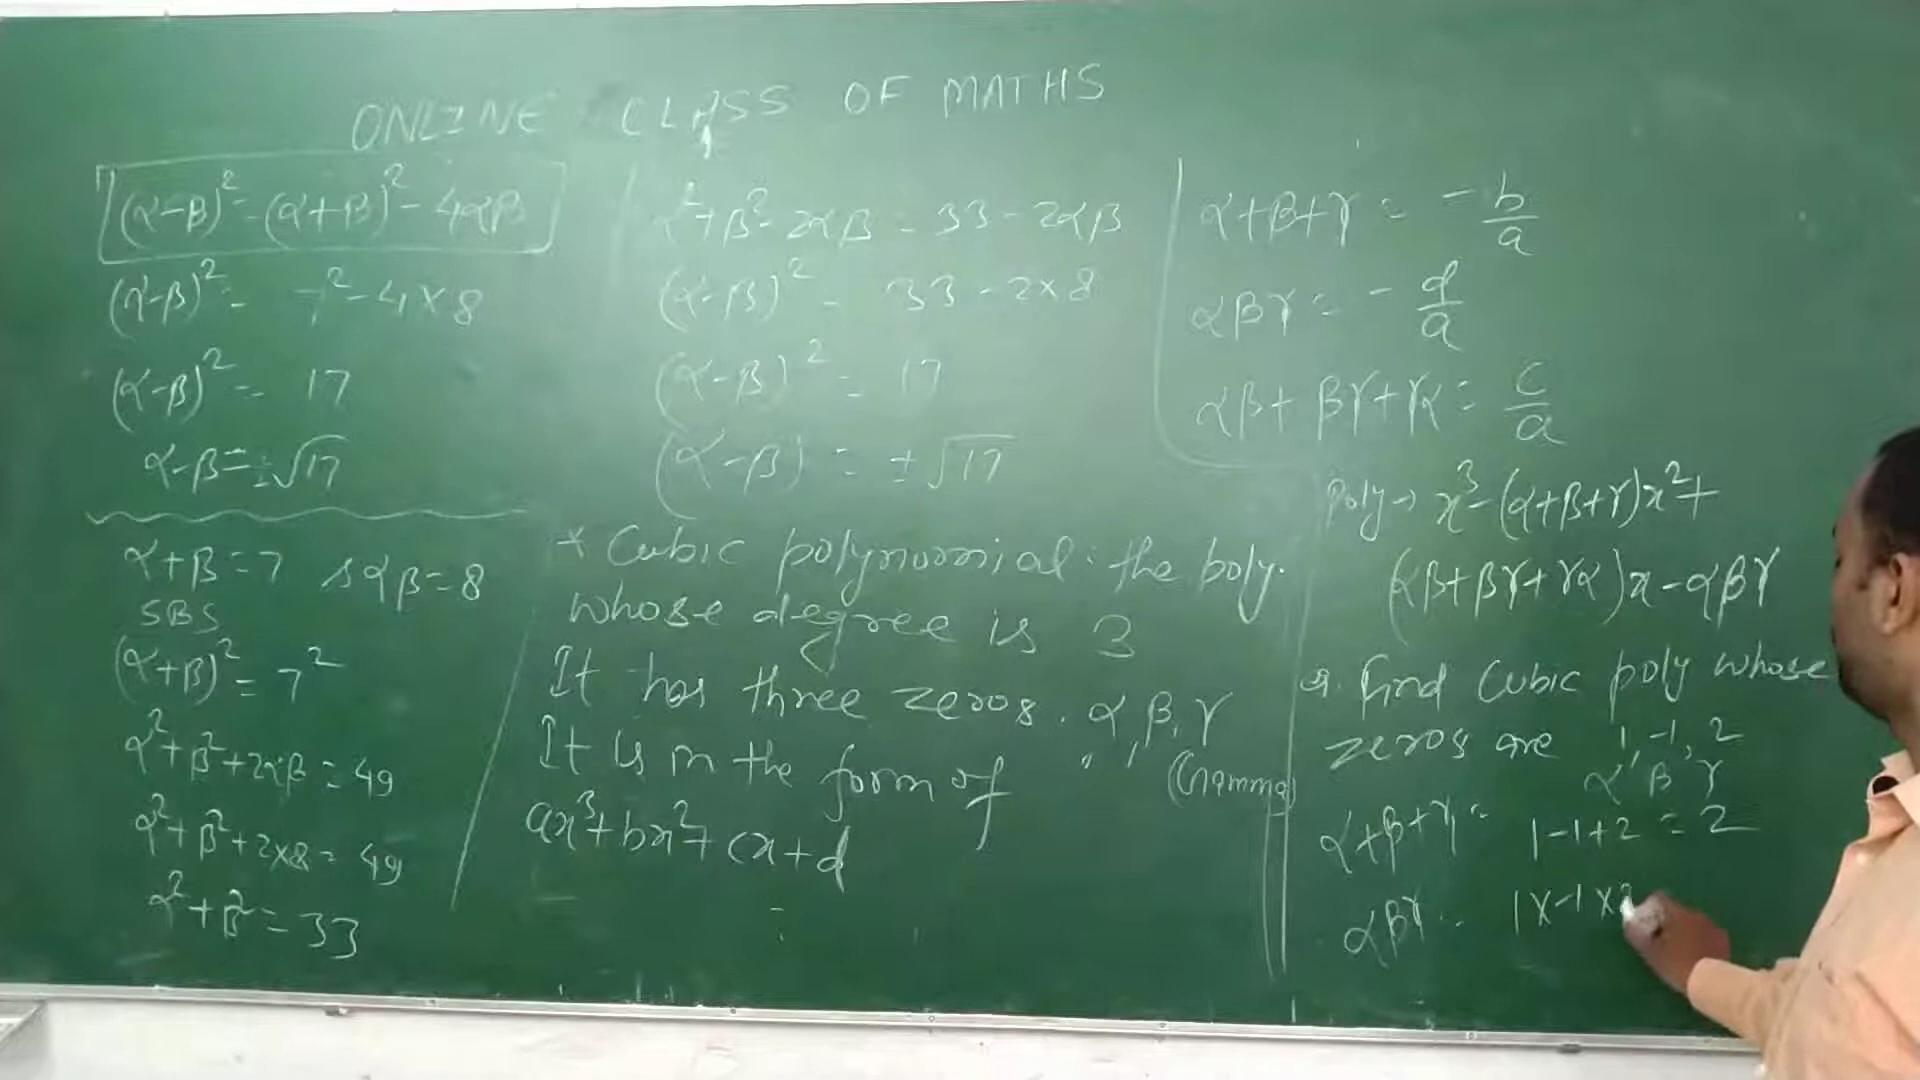 ONLINE CLASS OF MATHS
(α-β)² = (α+β)² - 4αβ
(α-β)² = 7² - 4×8
(α-β)² = 17
α-β = ±√17
α+β = 7 , αβ = 8
SBS
(α+β)² = 7²
α²+β²+2αβ = 49
α²+β²+2×8 = 49
α²+β² = 33
α²+β²-2αβ = 33-2αβ
(α-β)² = 33-2×8
(α-β)² = 17
(α-β) = ±√17
* Cubic polynomial: the poly.
whose degree is 3
It has three zeros. α, β, γ
(Gamma)
It is in the form of
ax³+bx²+cx+d
α+β+γ = -b/a
αβγ = -d/a
αβ+βγ+γα = c/a
Poly → x³-(α+β+γ)x²+
(αβ+βγ+γα)x-αβγ
Q. Find Cubic poly whose
zeros are 1, -1, 2
α, β, γ
α+β+γ = 1-1+2 = 2
αβγ = 1×-1×2